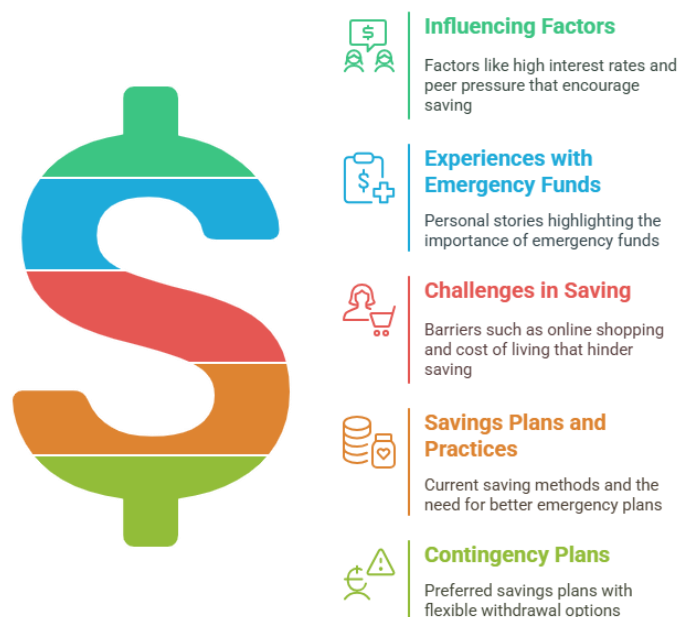 Influencing Factors
Factors like high interest rates and
peer pressure that encourage
saving
Experiences with
Emergency Funds
Personal stories highlighting the
importance of emergency funds
Challenges in Saving
Barriers such as online shopping
and cost of living that hinder
saving
Savings Plans and
Practices
Current saving methods and the
need for better emergency plans
Contingency Plans
Preferred savings plans with
flexible withdrawal options